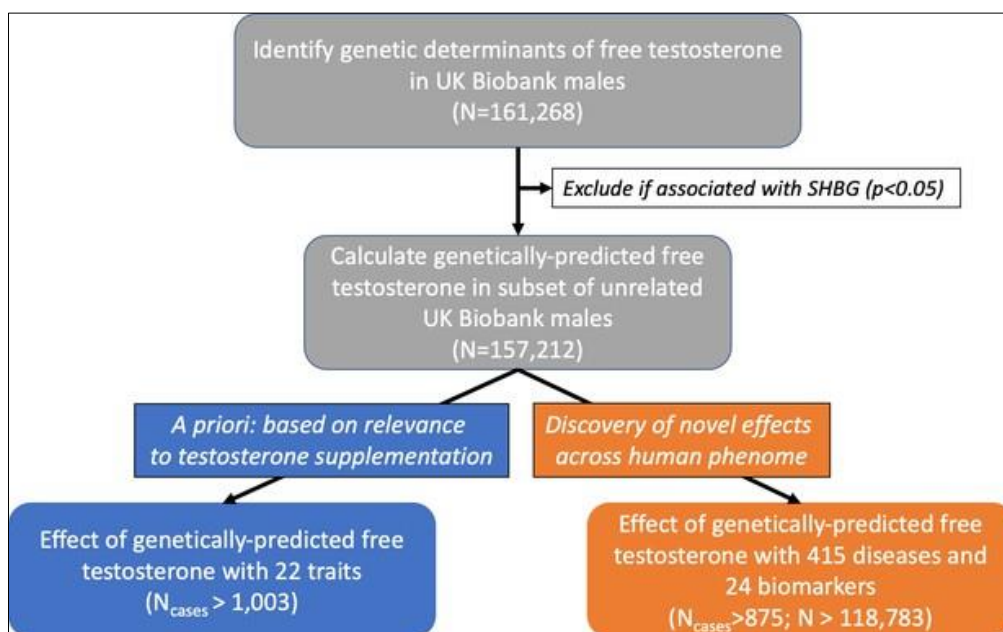 Identify genetic determinants of free testosterone
in UK Biobank males
(N=161,268)
Exclude if associated with SHBG (p<0.05)
Calculate genetically-predicted free
testosterone in subset of unrelated
UK Biobank males
(N=157,212)
A priori: based on relevance
to testosterone supplementation
Discovery of novel effects
across human phenome
Effect of genetically-predicted free
testosterone with 22 traits
(Ncases > 1,003)
Effect of genetically-predicted free
testosterone with 415 diseases and
24 biomarkers
(Ncases>875; N > 118,783)